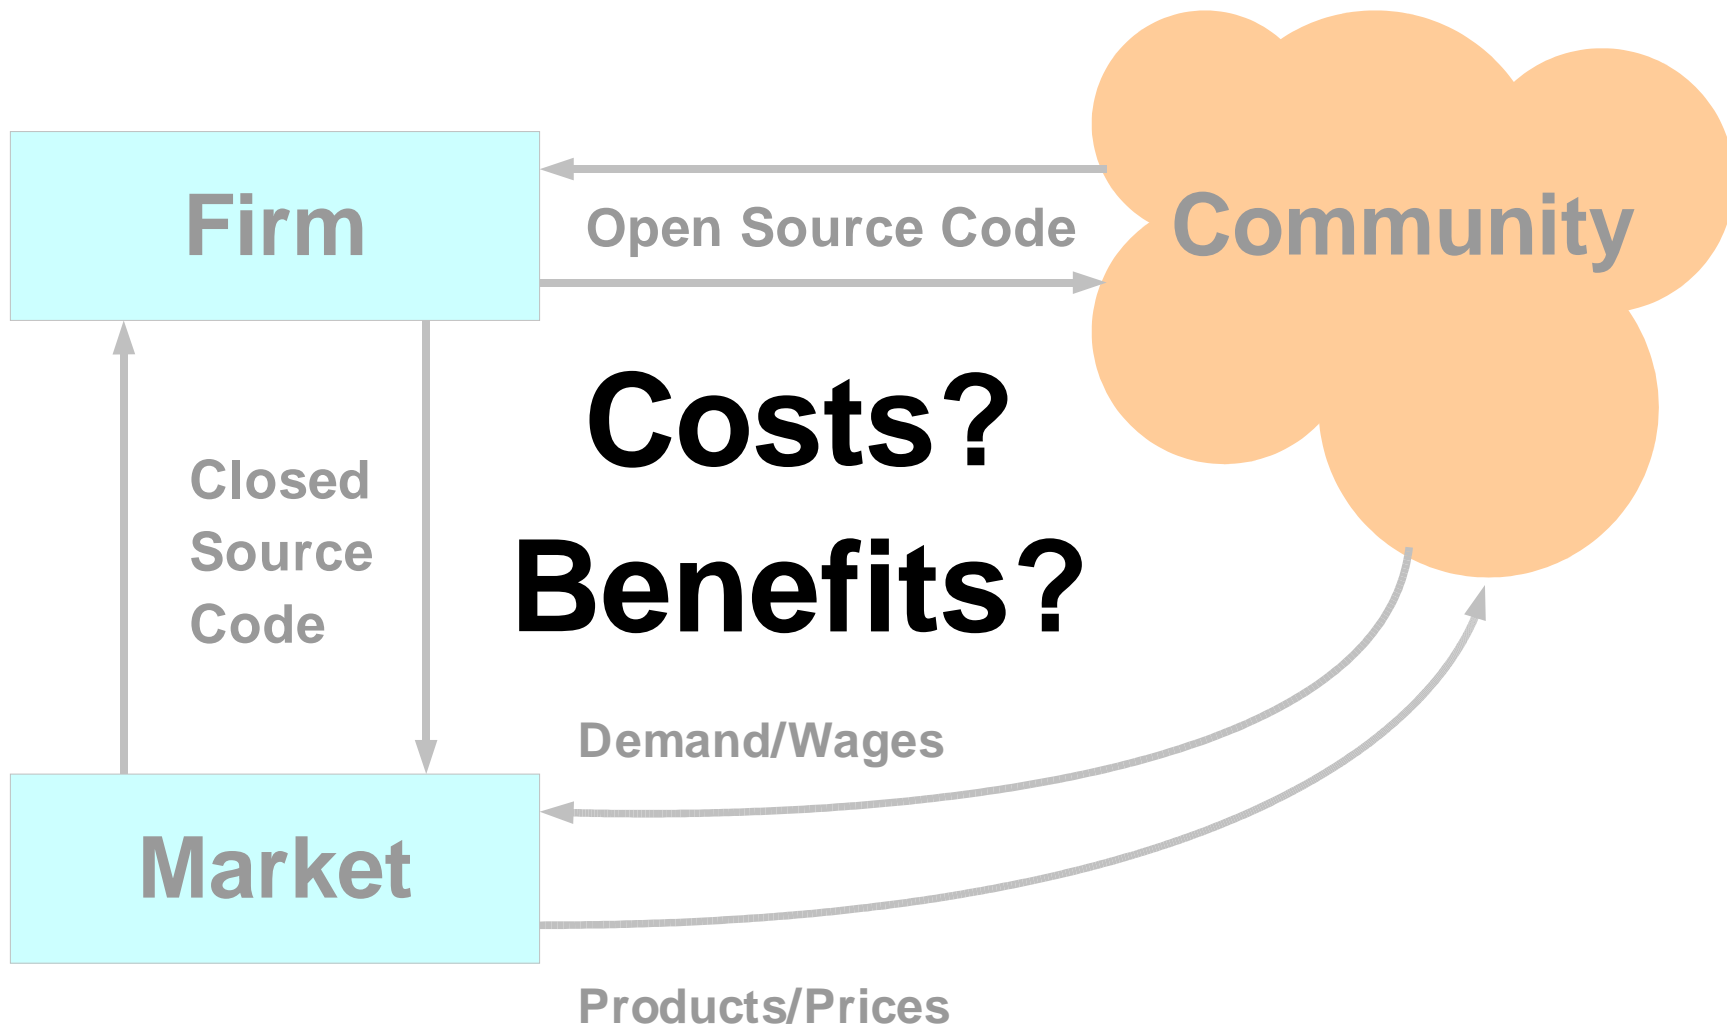 Firm
Open Source Code
Community
Costs?
Benefits?
Closed
Source
Code
Demand/Wages
Market
Products/Prices